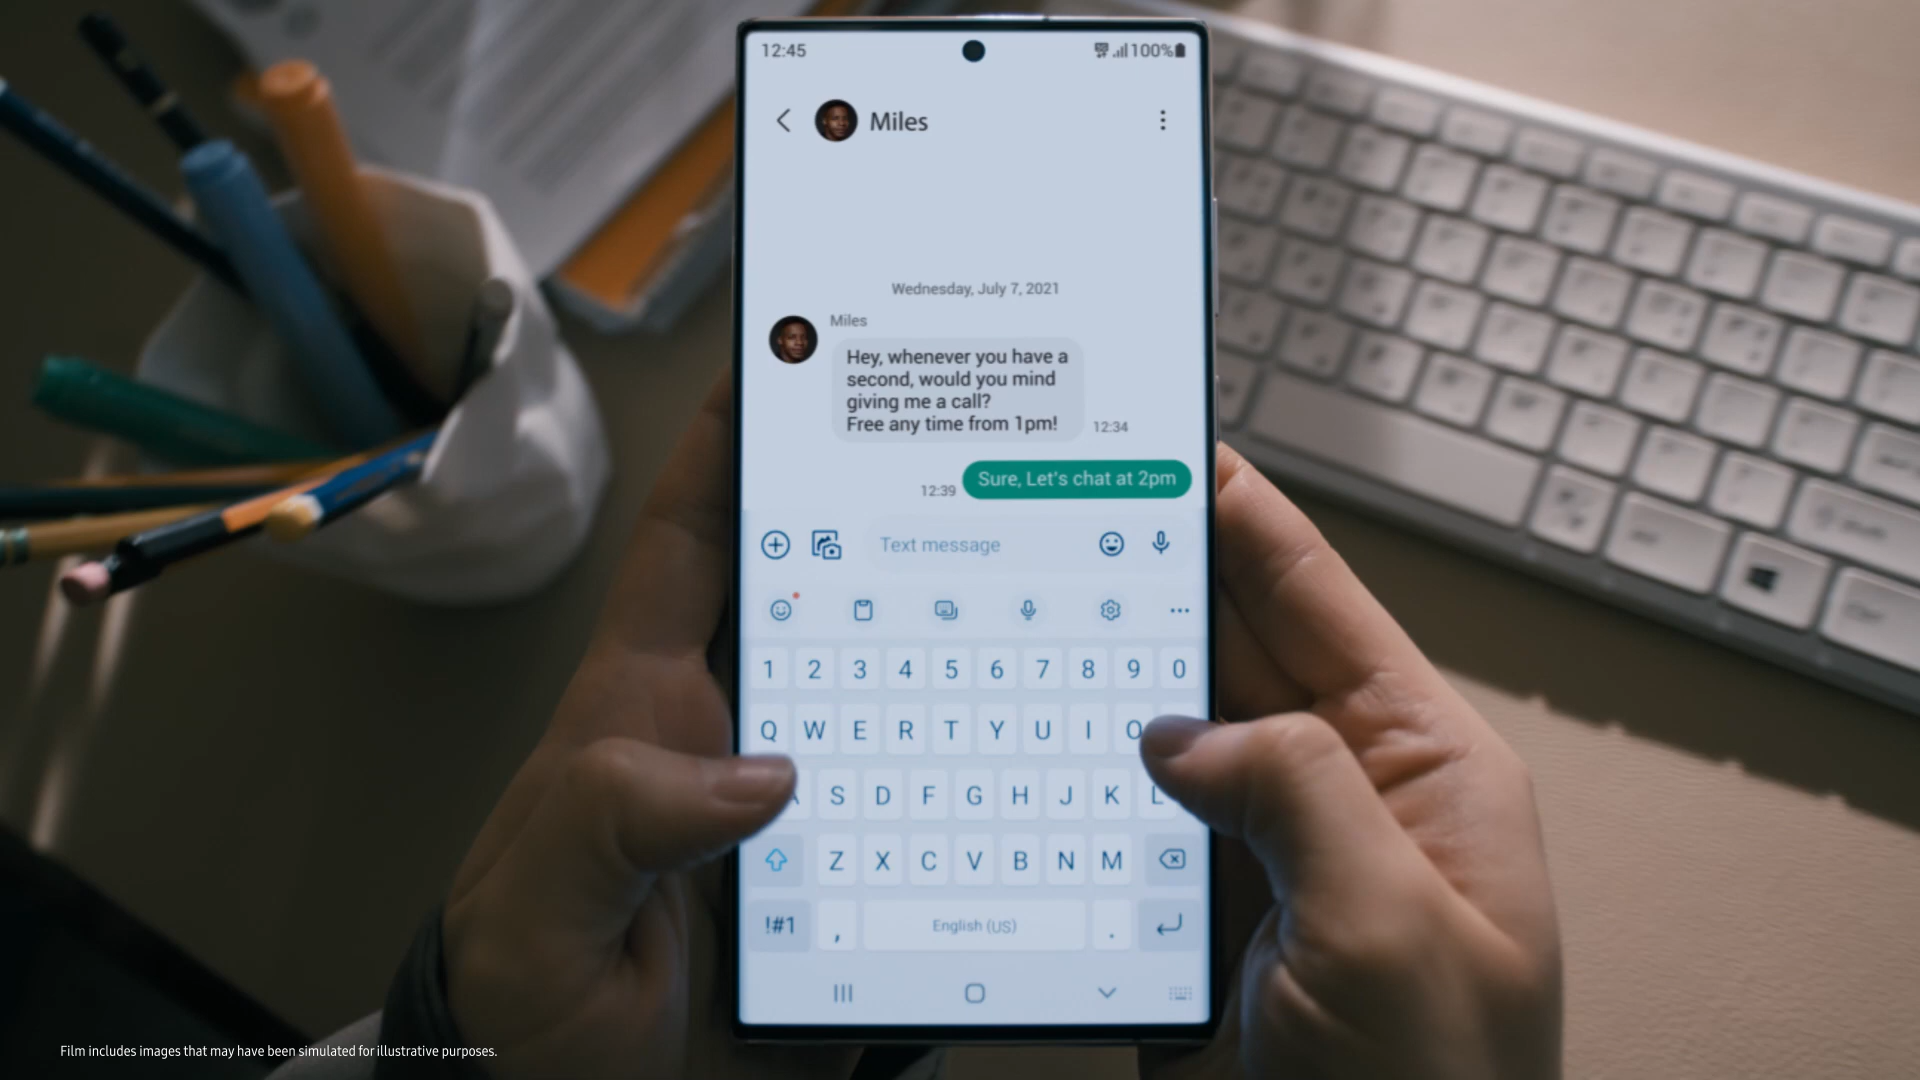 12:45
100%
Miles
Wednesday, July 7, 2021
Miles
Hey, whenever you have a
second, would you mind
giving me a call?
Free any time from 1pm!
12:34
Sure, Let's chat at 2pm
12:39
Text message
1 2 3 4 5 6 7 8 9 0
Q W E R T Y U I O
A S D F G H J K L
Z X C V B N M
!#1 , English (US) .
Film includes images that may have been simulated for illustrative purposes.